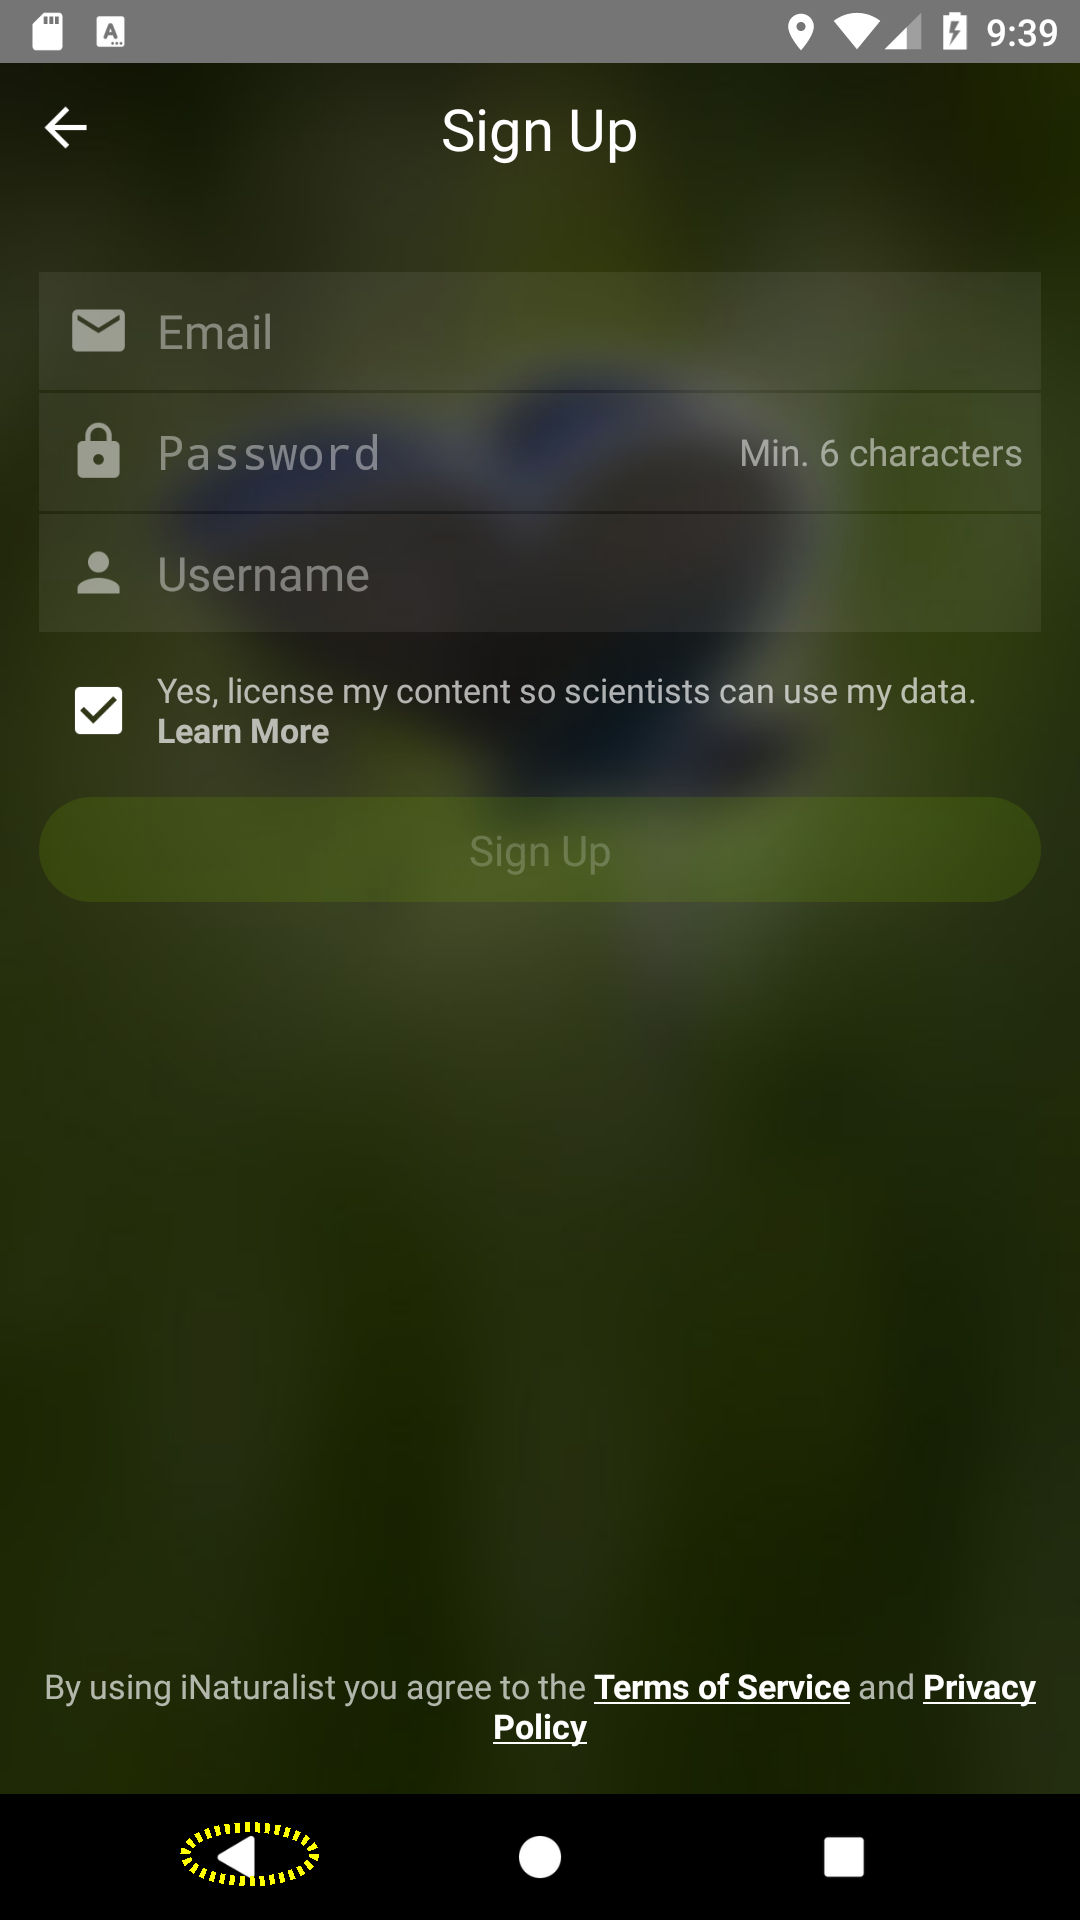 9:39
Sign Up
Email
Password
Min. 6 characters
Username
Yes, license my content so scientists can use my data.
Learn More
Sign Up
By using iNaturalist you agree to the Terms of Service and Privacy
Policy